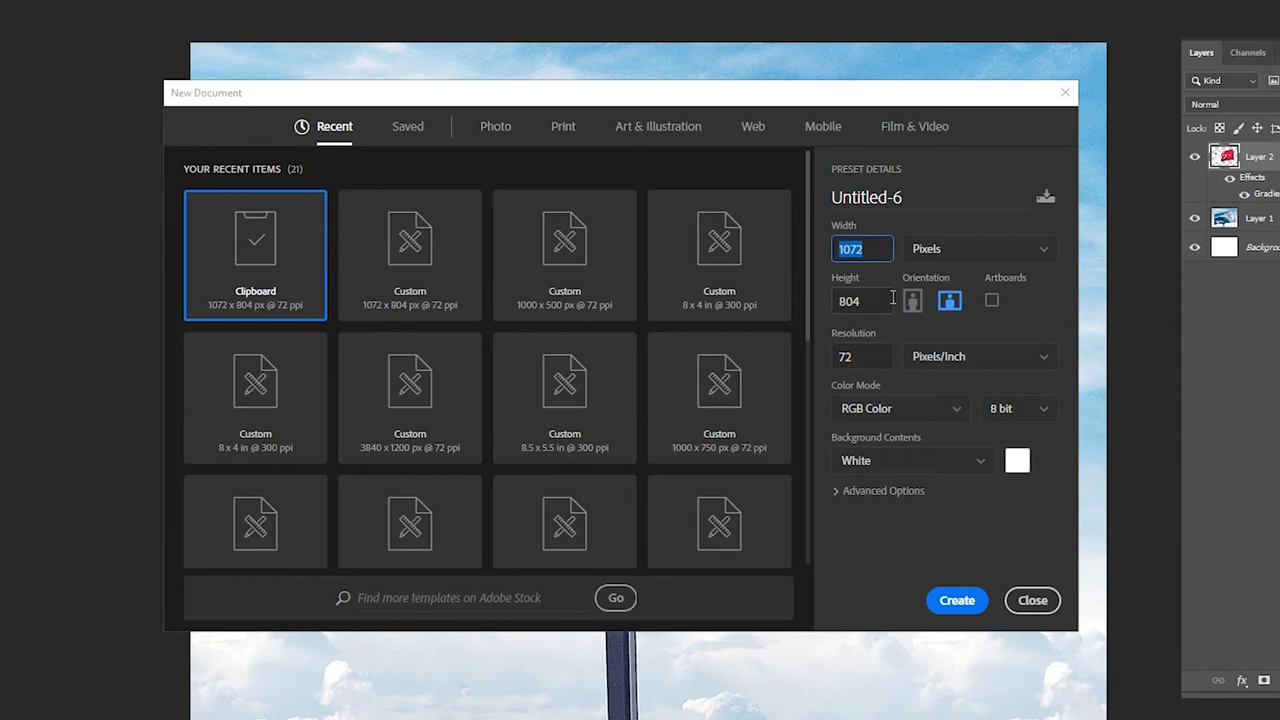 New Document
Recent Saved Photo Print Art & Illustration Web Mobile Film & Video
YOUR RECENT ITEMS (21)
Clipboard
1072 x 804 px @ 72 ppi
Custom
1072 x 804 px @ 72 ppi
Custom
1000 x 500 px @ 72 ppi
Custom
8 x 4 in @ 300 ppi
Custom
8 x 4 in @ 300 ppi
Custom
3840 x 1200 px @ 72 ppi
Custom
8.5 x 5.5 in @ 300 ppi
Custom
1000 x 750 px @ 72 ppi
Find more templates on Adobe Stock Go
PRESET DETAILS
Untitled-6
Width
1072 Pixels
Height Orientation Artboards
804
Resolution
72 Pixels/Inch
Color Mode
RGB Color 8 bit
Background Contents
White
Advanced Options
Create Close
Layers Channels
Kind
Normal
Lock:
Layer 2
Effects
Gradie
Layer 1
Backgrou
fx